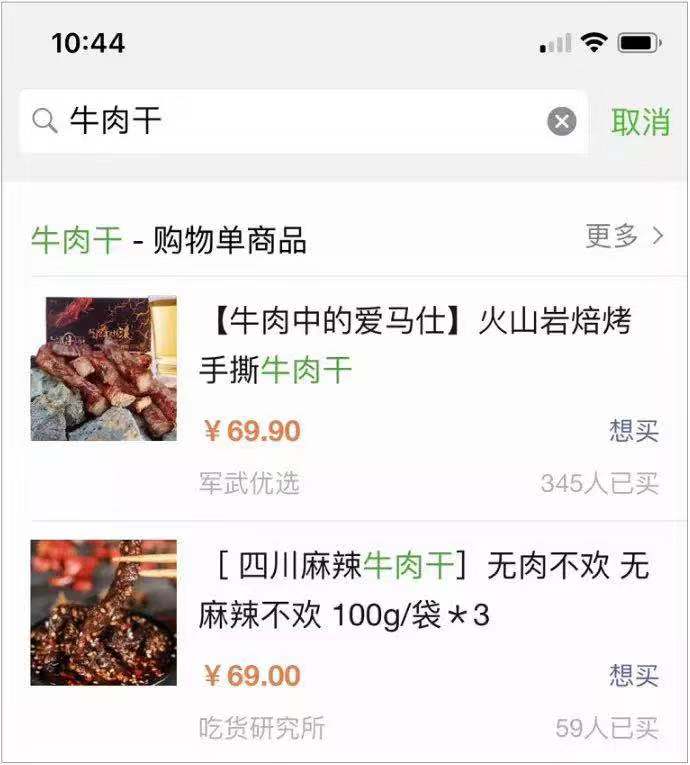 10:44
牛肉干
取消
牛肉干 - 购物单商品
更多
【牛肉中的爱马仕】火山岩焙烤
手撕牛肉干
￥69.90
想买
军武优选
345人已买
［四川麻辣牛肉干］无肉不欢 无
麻辣不欢 100g/袋＊3
￥69.00
想买
吃货研究所
59人已买